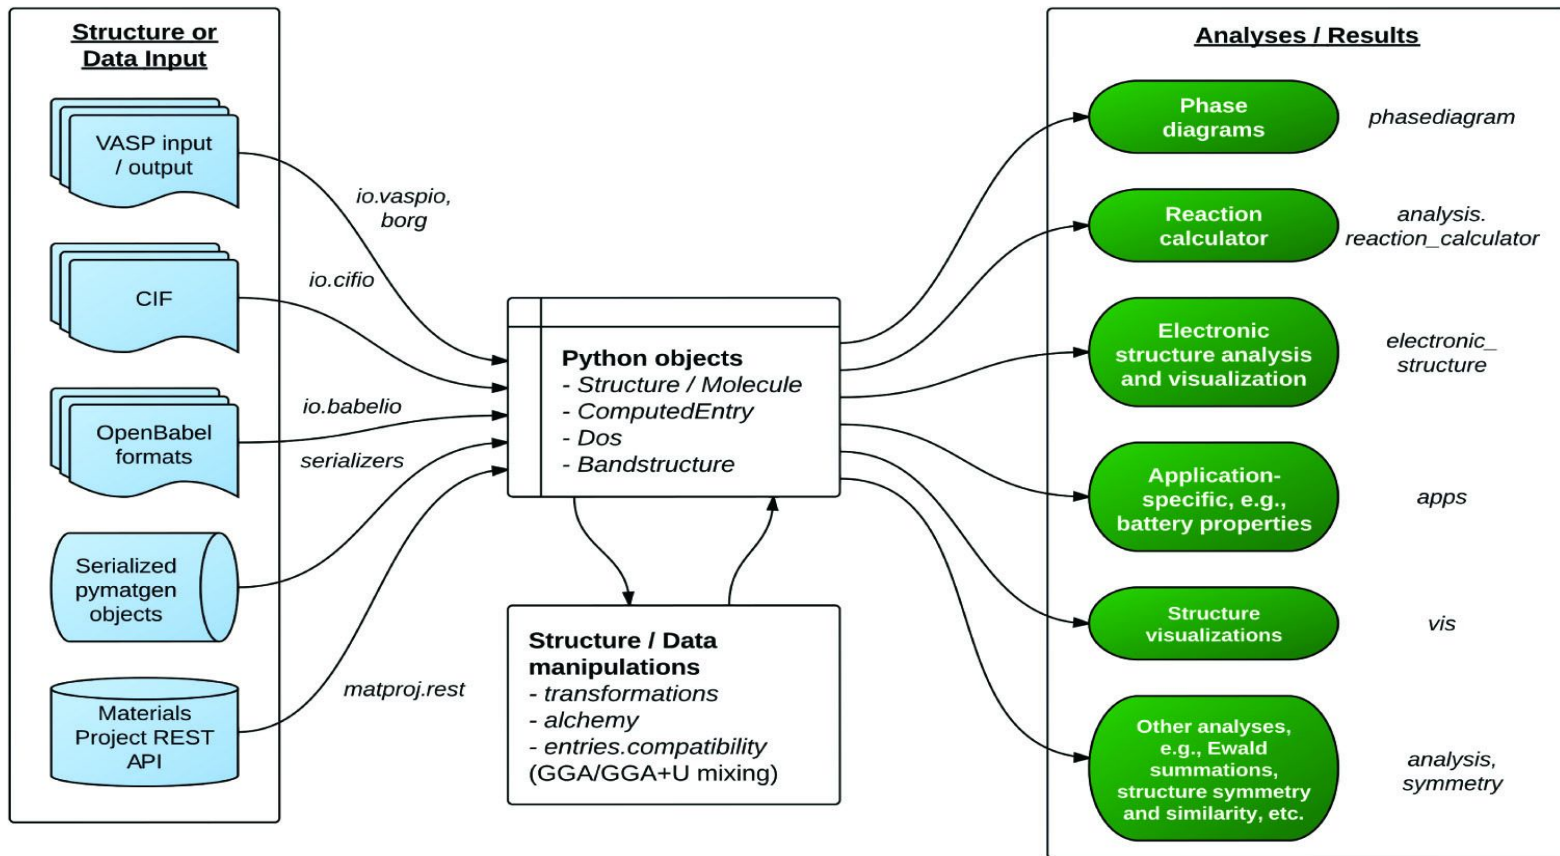 Structure or
Data Input
VASP input
/ output
CIF
OpenBabel
formats
Serialized
pymatgen
objects
Materials
Project REST
API
io.vaspio,
borg
io.cifio
io.babelio
serializers
matproj.rest
Python objects
- Structure / Molecule
- ComputedEntry
- Dos
- Bandstructure
Structure / Data
manipulations
- transformations
- alchemy
- entries.compatibility
(GGA/GGA+U mixing)
Analyses / Results
Phase
diagrams
phasediagram
Reaction
calculator
analysis.
reaction_calculator
Electronic
structure analysis
and visualization
electronic_
structure
Application-
specific, e.g.,
battery properties
apps
Structure
visualizations
vis
Other analyses,
e.g., Ewald
summations,
structure symmetry
and similarity, etc.
analysis,
symmetry